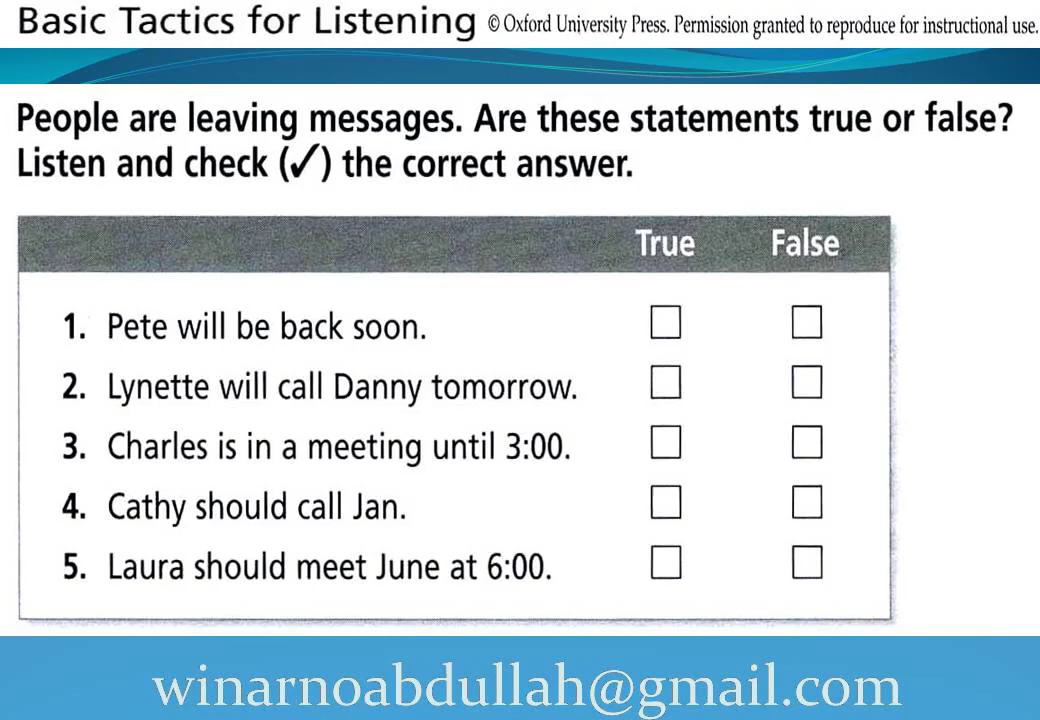 Basic Tactics for Listening © Oxford University Press. Permission granted to reproduce for instructional use.
People are leaving messages. Are these statements true or false?
Listen and check (✓) the correct answer.
True False
1. Pete will be back soon.
2. Lynette will call Danny tomorrow.
3. Charles is in a meeting until 3:00.
4. Cathy should call Jan.
5. Laura should meet June at 6:00.
winarnoabdullah@gmail.com